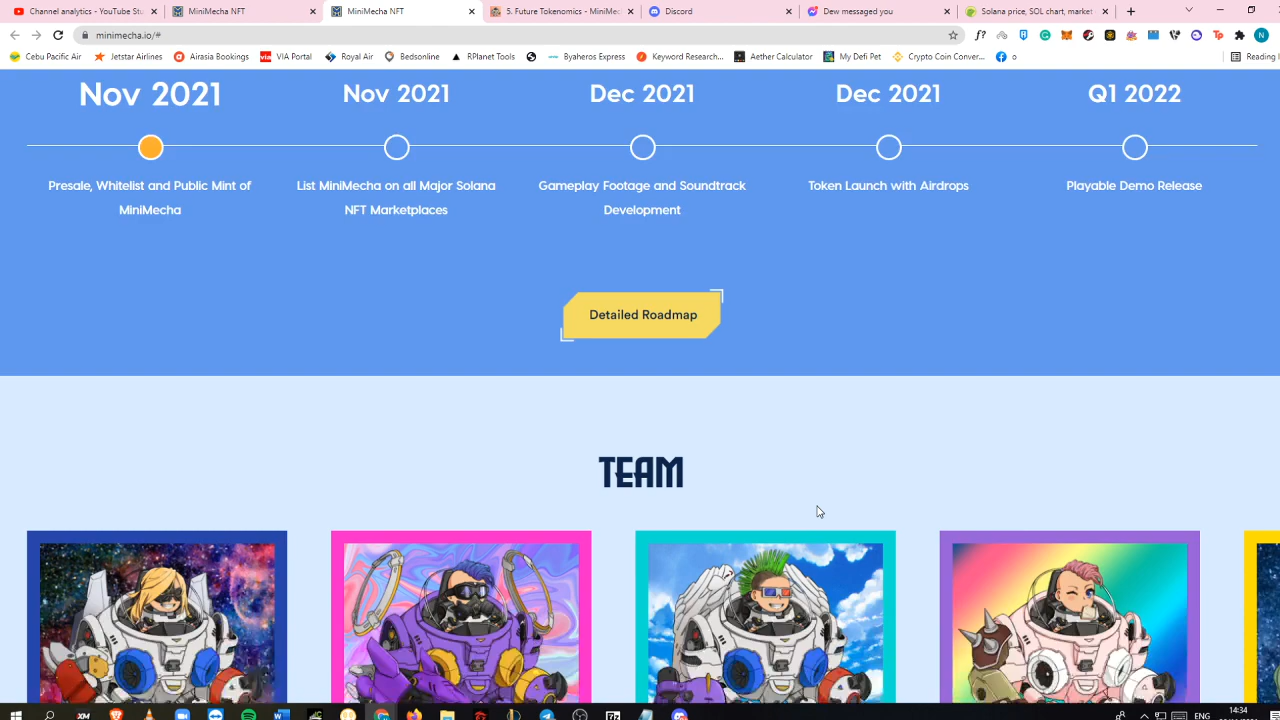 Channel analytics - YouTube Stu
MiniMecha NFT
MiniMecha NFT
5. Future Tokenomics - MiniMec
Discord
Dew messaged you
Solana price, SOL chart, market
minimecha.io/#
f?
Tp
N
Cebu Pacific Air
Jetstar Airlines
Airasia Bookings
via
VIA Portal
Royal Air
Bedsonline
RPlanet Tools
Byaheros Express
Keyword Research...
Aether Calculator
My Defi Pet
Crypto Coin Conver...
o
Reading l
Nov 2021
Nov 2021
Dec 2021
Dec 2021
Q1 2022
Presale, Whitelist and Public Mint of
MiniMecha
List MiniMecha on all Major Solana
NFT Marketplaces
Gameplay Footage and Soundtrack
Development
Token Launch with Airdrops
Playable Demo Release
Detailed Roadmap
TEAM
XM
ENG
14:34